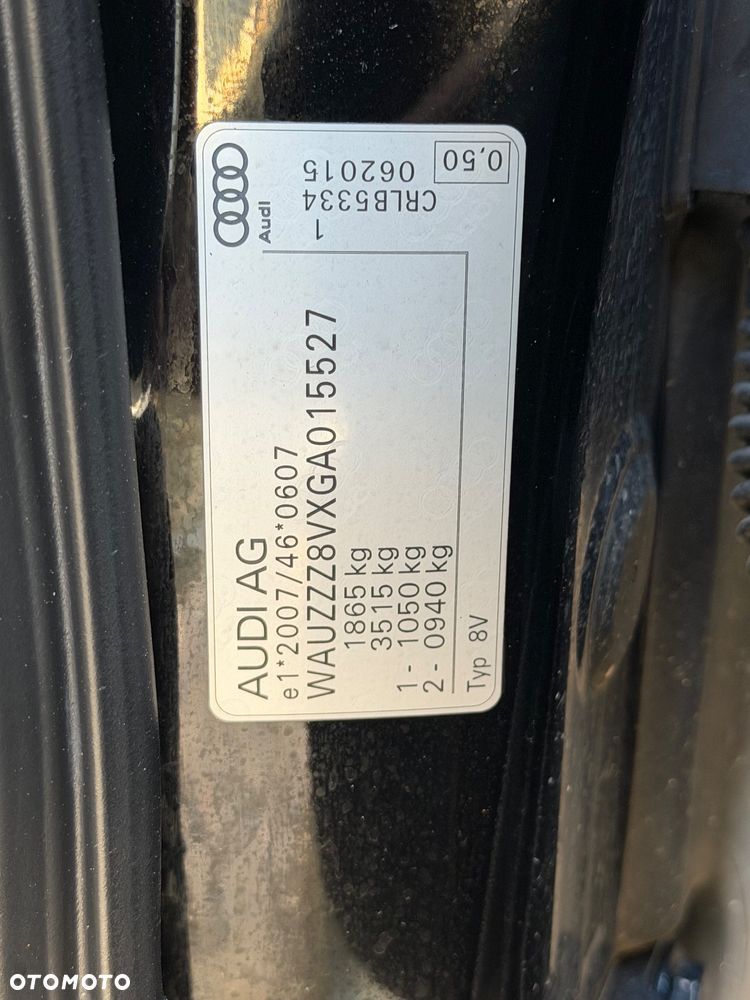 AUDI AG
e1*2007/46*0607
WAUZZZ8VXGA015527
1865 kg
3515 kg
1 - 1050 kg
2 - 0940 kg
Typ 8V
Audi
1
CRLB5334
062015
0,50
OTOMOTO